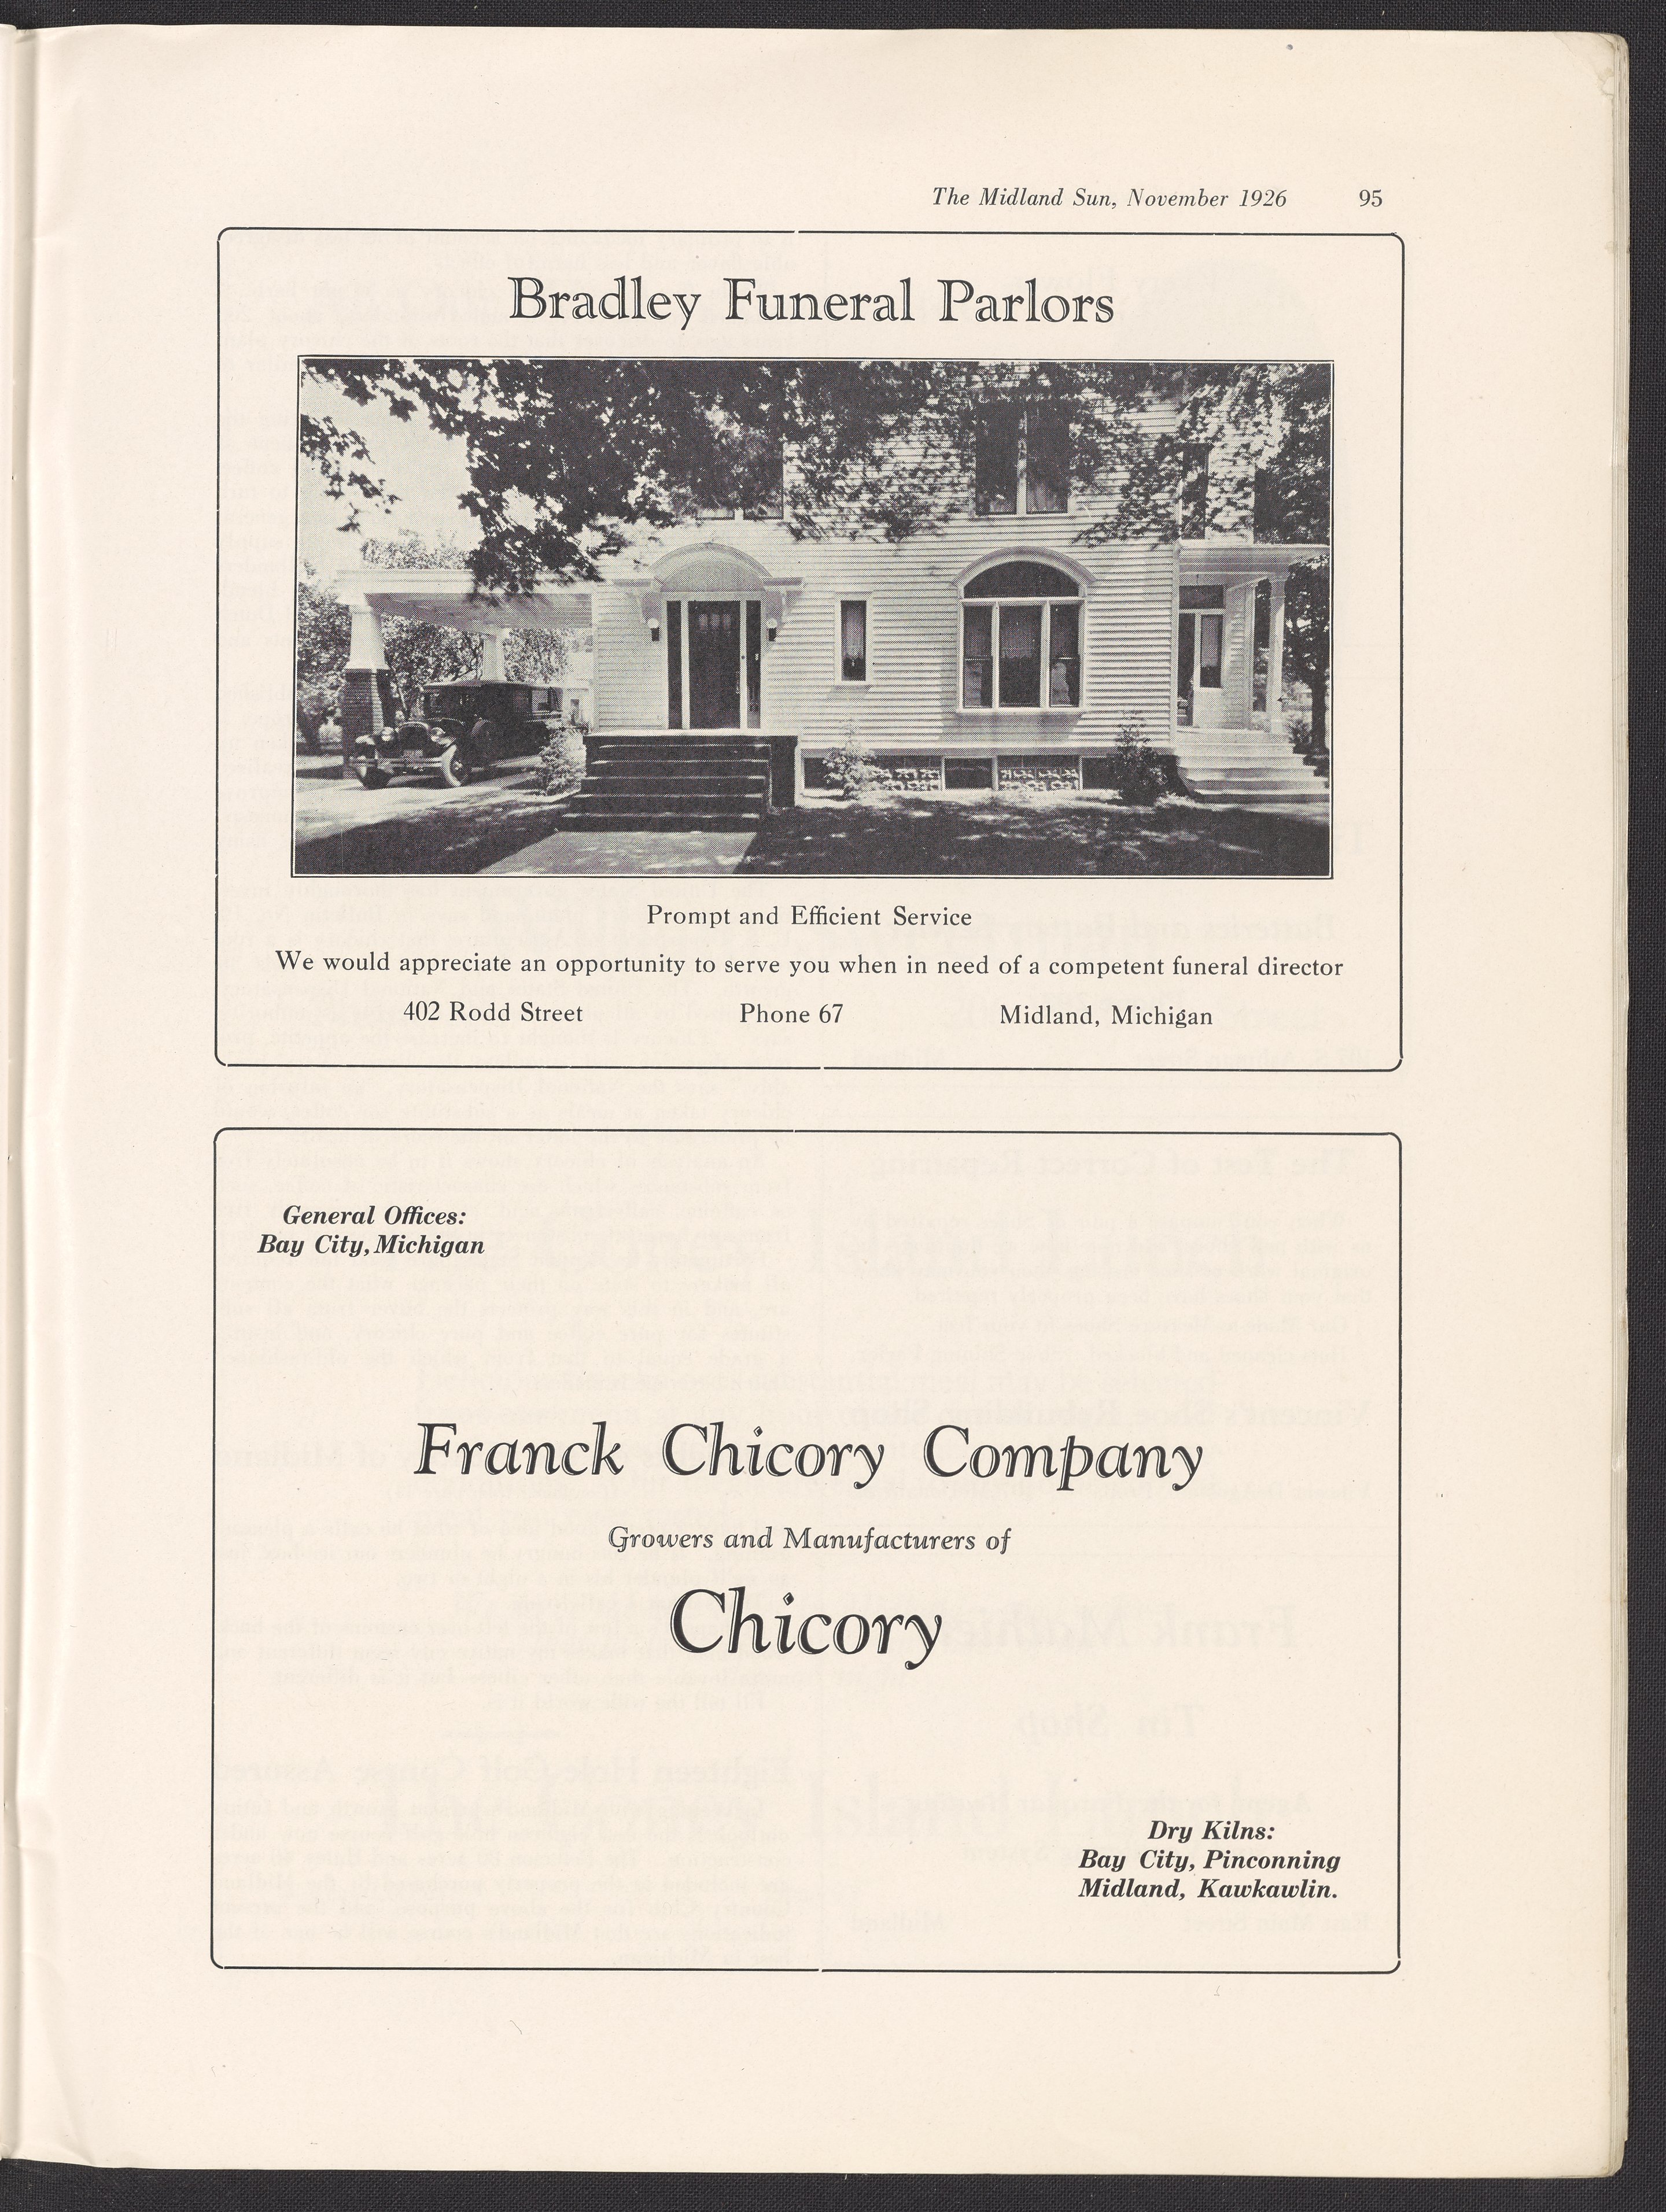 The Midland Sun, November 1926 95
Bradley Funeral Parlors
Prompt and Efficient Service
We would appreciate an opportunity to serve you when in need of a competent funeral director
402 Rodd Street Phone 67 Midland, Michigan
General Offices:
Bay City, Michigan
Franck Chicory Company
Growers and Manufacturers of
Chicory
Dry Kilns:
Bay City, Pinconning
Midland, Kawkawlin.